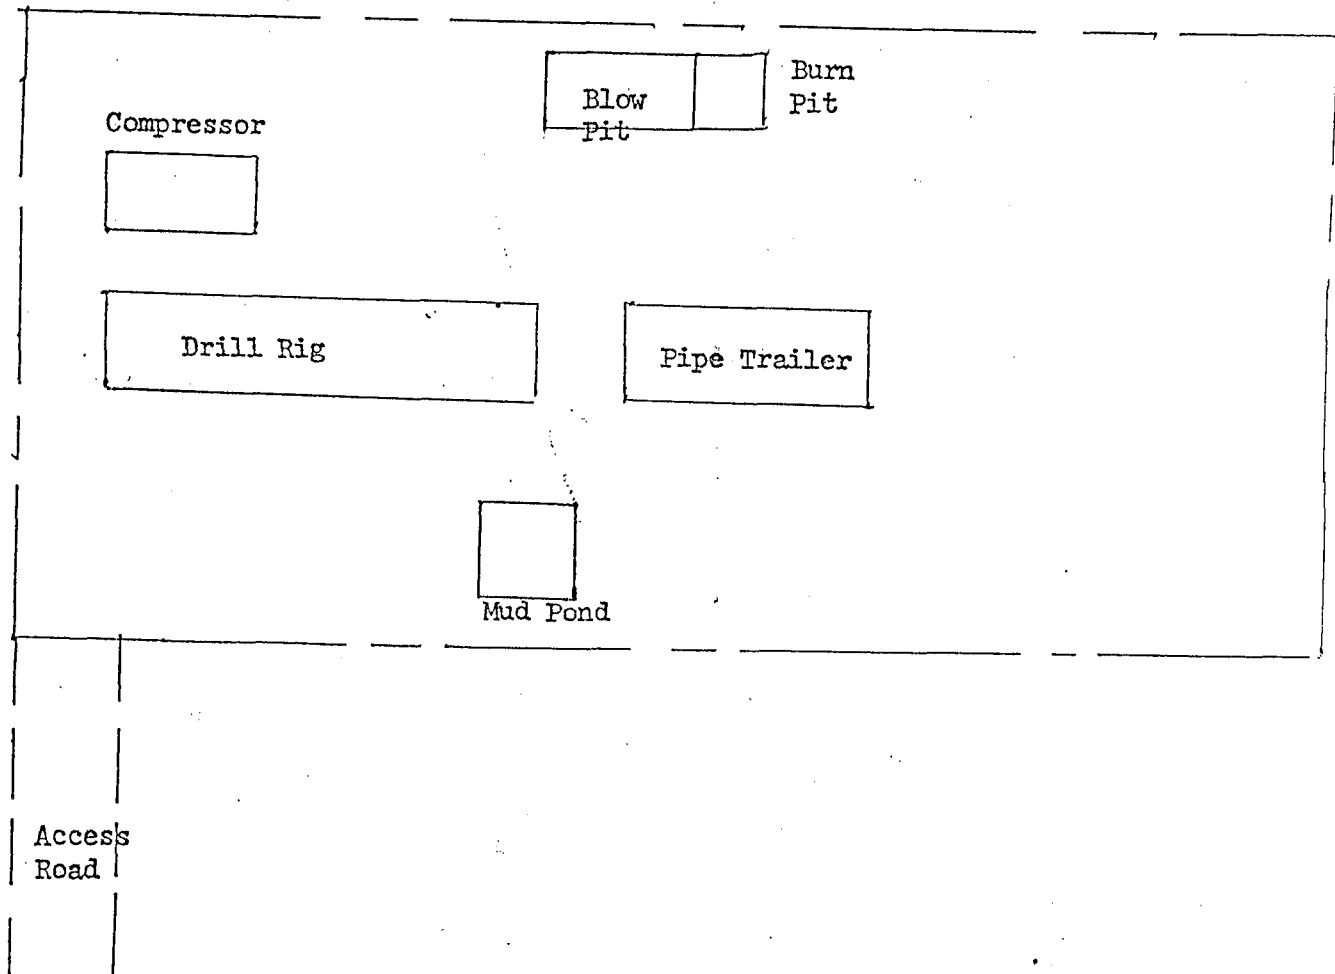 Burn
Pit
Blow
Pit
Compressor
Drill Rig
Pipe Trailer
Mud Pond
Access
Road